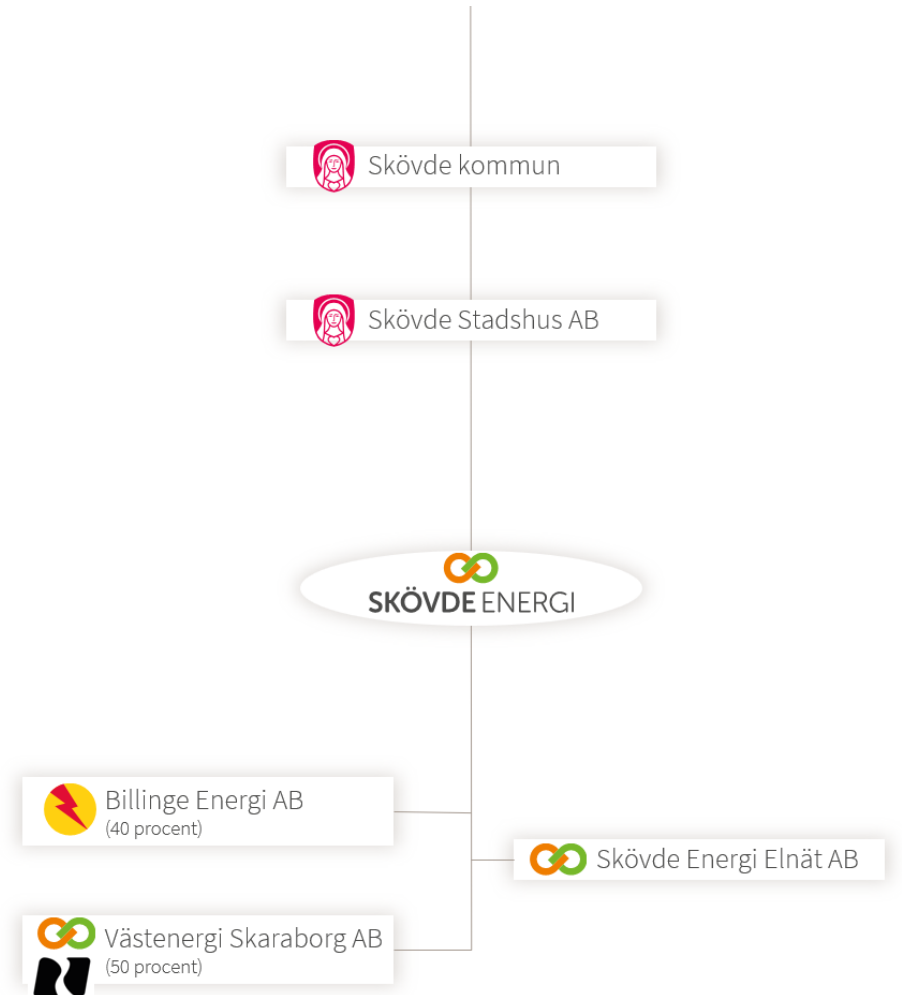 Skövde kommun
Skövde Stadshus AB
SKÖVDE ENERGI
Billinge Energi AB
(40 procent)
Skövde Energi Elnät AB
Västenergi Skaraborg AB
(50 procent)